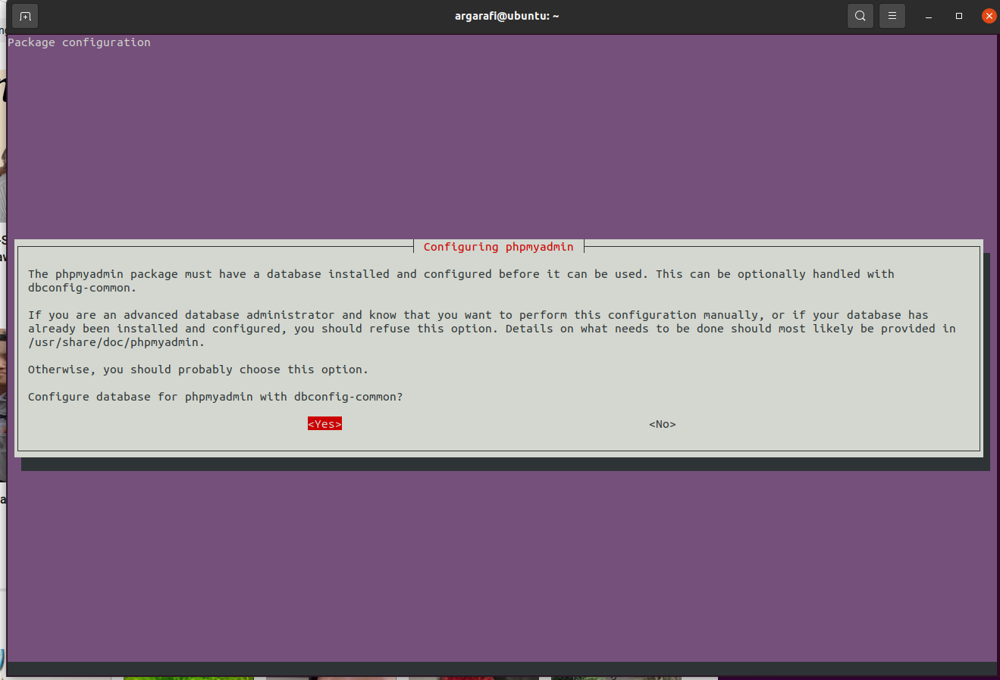 argarafi@ubuntu: ~
Package configuration
Configuring phpmyadmin
The phpmyadmin package must have a database installed and configured before it can be used. This can be optionally handled with
dbconfig-common.
If you are an advanced database administrator and know that you want to perform this configuration manually, or if your database has
already been installed and configured, you should refuse this option. Details on what needs to be done should most likely be provided in
/usr/share/doc/phpmyadmin.
Otherwise, you should probably choose this option.
Configure database for phpmyadmin with dbconfig-common?
<Yes> <No>